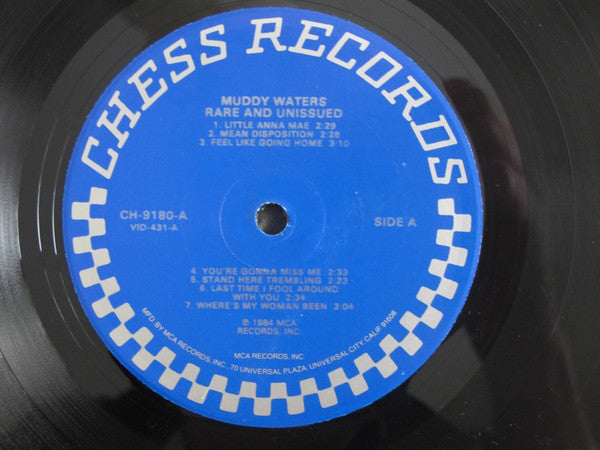 CHESS RECORDS
MUDDY WATERS
RARE AND UNISSUED
1. LITTLE ANNA MAE 2:29
2. MEAN DISPOSITION 2:28
3. FEEL LIKE GOING HOME 3:10
CH-9180-A
VID-431-A
SIDE A
4. YOU'RE GONNA MISS ME 2:33
5. STAND HERE TREMBLING 2:23
6. LAST TIME I FOOL AROUND
WITH YOU 2:34
7. WHERE'S MY WOMAN BEEN 3:04
℗ 1984 MCA
RECORDS, INC.
MCA RECORDS, INC.
MFD BY MCA RECORDS, INC., 70 UNIVERSAL PLAZA, UNIVERSAL CITY, CALIF. 91608